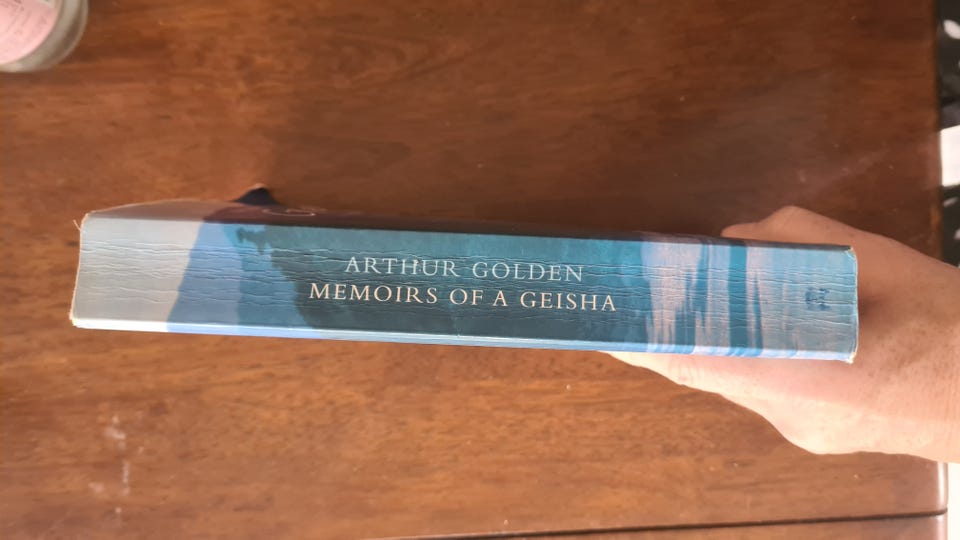 ARTHUR GOLDEN
MEMOIRS OF A GEISHA